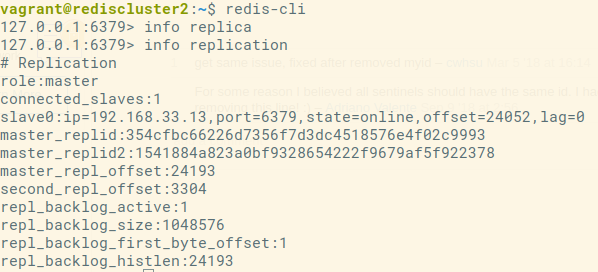 vagrant@rediscluster2:~$ redis-cli
127.0.0.1:6379> info replica
127.0.0.1:6379> info replication
# Replication
role:master
connected_slaves:1
slave0:ip=192.168.33.13,port=6379,state=online,offset=24052,lag=0
master_replid:354cfbc66226d7356f7d3dc4518576e4f02c9993
master_replid2:1541884a823a0bf9328654222f9679af5f922378
master_repl_offset:24193
second_repl_offset:3304
repl_backlog_active:1
repl_backlog_size:1048576
repl_backlog_first_byte_offset:1
repl_backlog_histlen:24193
get same issue, fixed after removed myid
For some reason I believed all sentinels should have the same id. I ha